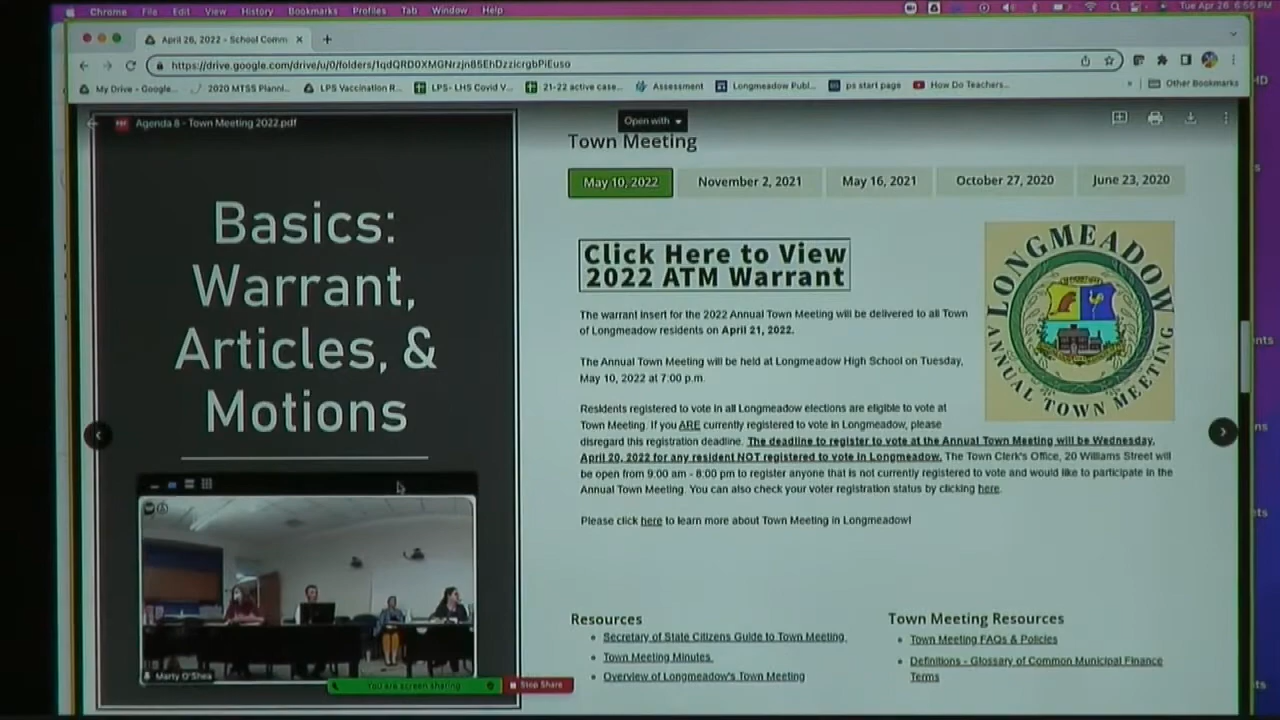 Chrome File Edit View History Bookmarks Profiles Tab Window Help
Tue Apr 26 6:55 PM
April 26, 2022 - School Comm
https://drive.google.com/drive/u/0/folders/1qdQRD0XMGNrzjn85EhDzzicrgbPiEuso
My Drive - Google... 2020 MTSS Planni... LPS Vaccination R... LPS- LHS Covid V... 21-22 active case... Assessment Longmeadow Publ... ps start page How Do Teachers... » Other Bookmarks
Agenda 8 - Town Meeting 2022.pdf
Open with
Basics:
Warrant,
Articles, &
Motions
Marty O'Shea
Town Meeting
May 10, 2022 November 2, 2021 May 16, 2021 October 27, 2020 June 23, 2020
Click Here to View
2022 ATM Warrant
LONGMEADOW
ANNUAL TOWN MEETING
The warrant insert for the 2022 Annual Town Meeting will be delivered to all Town
of Longmeadow residents on April 21, 2022.
The Annual Town Meeting will be held at Longmeadow High School on Tuesday,
May 10, 2022 at 7:00 p.m.
Residents registered to vote in all Longmeadow elections are eligible to vote at
Town Meeting. If you ARE currently registered to vote in Longmeadow, please
disregard this registration deadline. The deadline to register to vote at the Annual Town Meeting will be Wednesday,
April 20, 2022 for any resident NOT registered to vote in Longmeadow. The Town Clerk's Office, 20 Williams Street will
be open from 9:00 am - 8:00 pm to register anyone that is not currently registered to vote and would like to participate in the
Annual Town Meeting. You can also check your voter registration status by clicking here.
Please click here to learn more about Town Meeting in Longmeadow!
Resources
Secretary of State Citizens Guide to Town Meeting
Town Meeting Minutes
Overview of Longmeadow's Town Meeting
Town Meeting Resources
Town Meeting FAQs & Policies
Definitions - Glossary of Common Municipal Finance
Terms
You are screen sharing
Stop Share